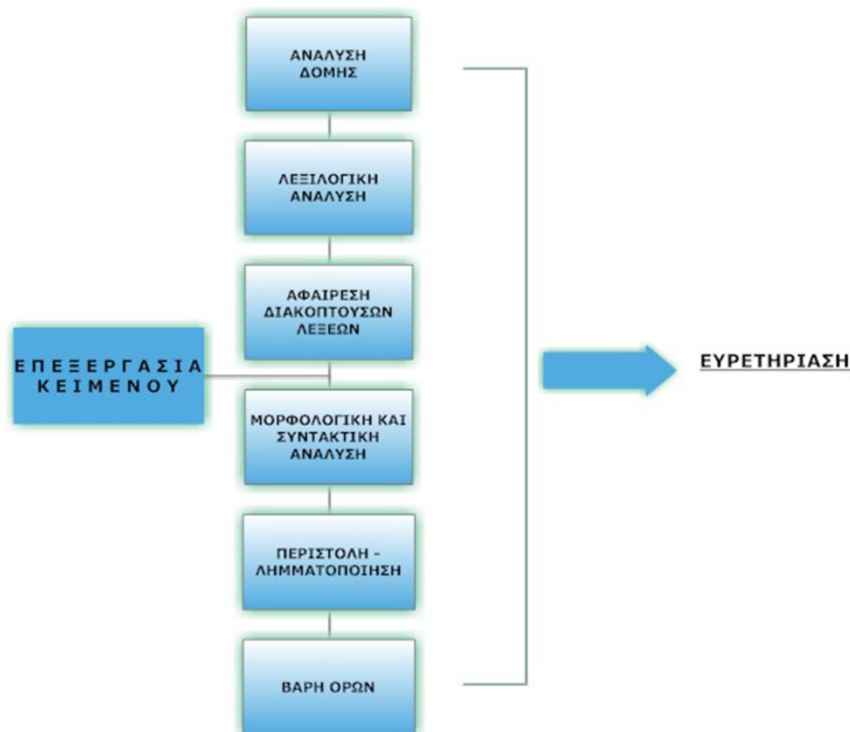 ΑΝΑΛΥΣΗ
ΔΟΜΗΣ
ΛΕΞΙΛΟΓΙΚΗ
ΑΝΑΛΥΣΗ
ΑΦΑΙΡΕΣΗ
ΔΙΑΚΟΠΤΟΥΣΩΝ
ΛΕΞΕΩΝ
ΕΠΕΞΕΡΓΑΣΙΑ
ΚΕΙΜΕΝΟΥ
ΜΟΡΦΟΛΟΓΙΚΗ ΚΑΙ
ΣΥΝΤΑΚΤΙΚΗ
ΑΝΑΛΥΣΗ
ΠΕΡΙΣΤΟΛΗ -
ΛΗΜΜΑΤΟΠΟΙΗΣΗ
ΒΑΡΗ ΟΡΩΝ
ΕΥΡΕΤΗΡΙΑΣΗ